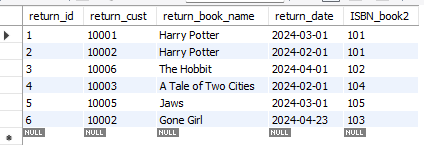 return_id return_cust return_book_name return_date ISBN_book2
1 10001 Harry Potter 2024-03-01 101
2 10002 Harry Potter 2024-02-01 101
3 10006 The Hobbit 2024-04-01 102
4 10003 A Tale of Two Cities 2024-02-01 104
5 10005 Jaws 2024-03-01 105
6 10002 Gone Girl 2024-04-23 103
NULL NULL NULL NULL NULL